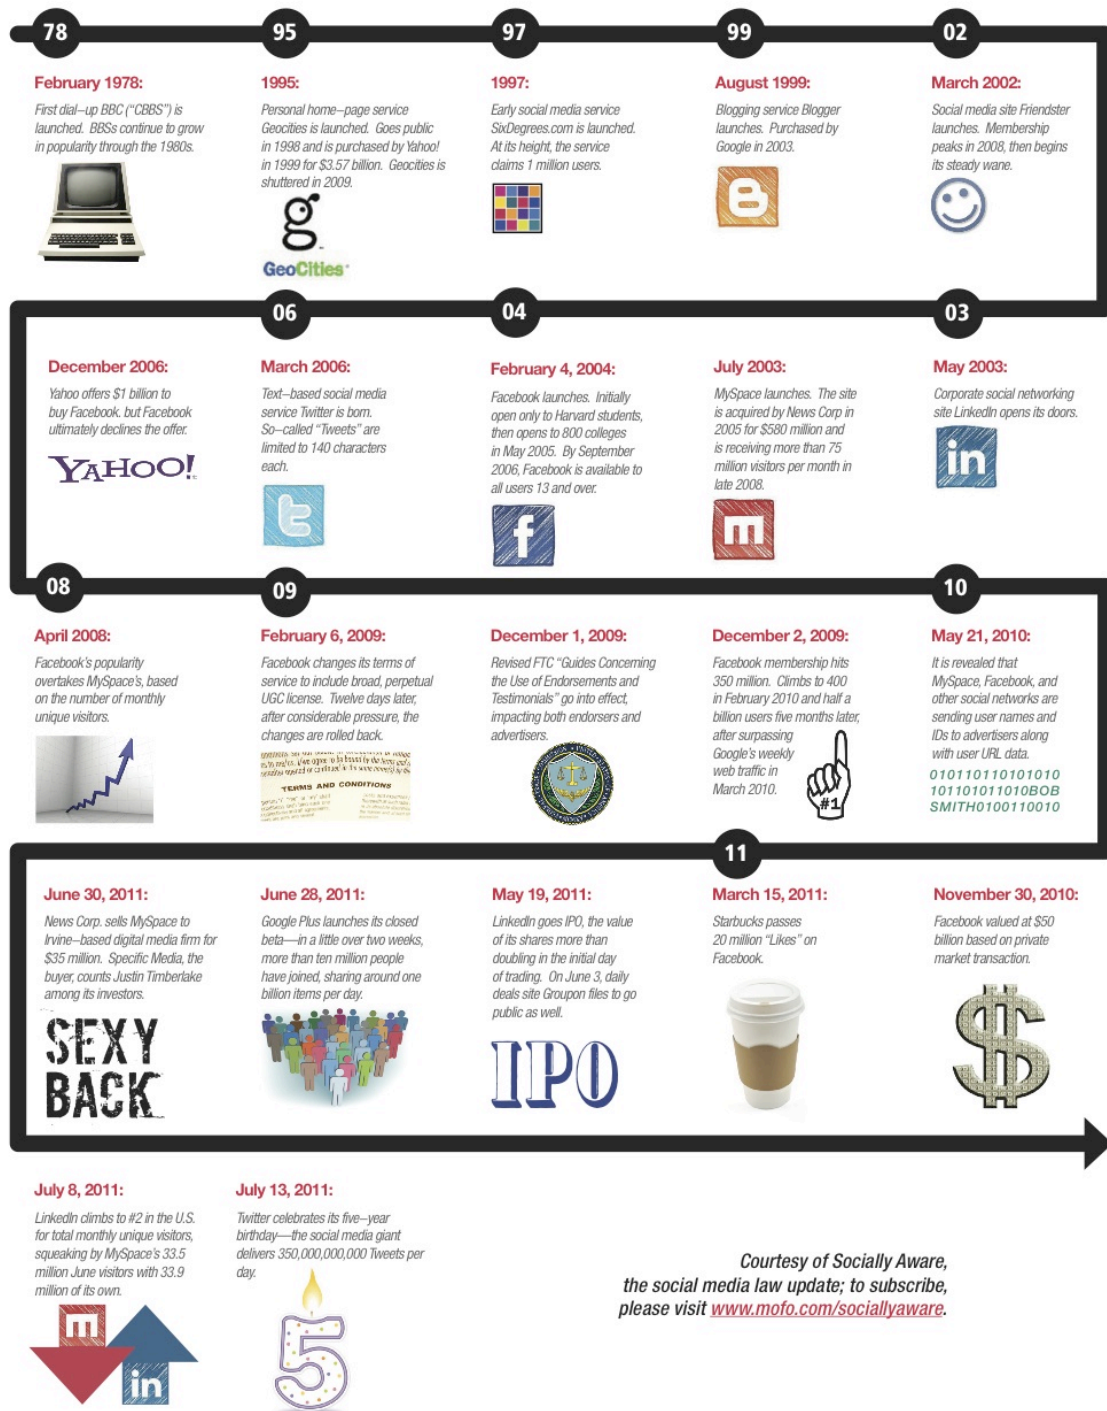 78
95
97
99
02
February 1978:
First dial–up BBC ("CBBS") is
launched. BBSs continue to grow
in popularity through the 1980s.
1995:
Personal home–page service
Geocities is launched. Goes public
in 1998 and is purchased by Yahoo!
in 1999 for $3.57 billion. Geocities is
shuttered in 2009.
g
GeoCities
1997:
Early social media service
SixDegrees.com is launched.
At its height, the service
claims 1 million users.
August 1999:
Blogging service Blogger
launches. Purchased by
Google in 2003.
B
March 2002:
Social media site Friendster
launches. Membership
peaks in 2008, then begins
its steady wane.
06
04
03
December 2006:
Yahoo offers $1 billion to
buy Facebook. but Facebook
ultimately declines the offer.
YAHOO!
March 2006:
Text–based social media
service Twitter is born.
So–called "Tweets" are
limited to 140 characters
each.
t
February 4, 2004:
Facebook launches. Initially
open only to Harvard students,
then opens to 800 colleges
in May 2005. By September
2006, Facebook is available to
all users 13 and over.
f
July 2003:
MySpace launches. The site
is acquired by News Corp in
2005 for $580 million and
is receiving more than 75
million visitors per month in
late 2008.
m
May 2003:
Corporate social networking
site LinkedIn opens its doors.
in
08
09
10
April 2008:
Facebook's popularity
overtakes MySpace's, based
on the number of monthly
unique visitors.
February 6, 2009:
Facebook changes its terms of
service to include broad, perpetual
UGC license. Twelve days later,
after considerable pressure, the
changes are rolled back.
TERMS AND CONDITIONS
December 1, 2009:
Revised FTC "Guides Concerning
the Use of Endorsements and
Testimonials" go into effect,
impacting both endorsers and
advertisers.
December 2, 2009:
Facebook membership hits
350 million. Climbs to 400
in February 2010 and half a
billion users five months later,
after surpassing
Google's weekly
web traffic in
March 2010.
#1
May 21, 2010:
It is revealed that
MySpace, Facebook, and
other social networks are
sending user names and
IDs to advertisers along
with user URL data.
010110110101010
101101011010BOB
SMITH0100110010
11
June 30, 2011:
News Corp. sells MySpace to
Irvine–based digital media firm for
$35 million. Specific Media, the
buyer, counts Justin Timberlake
among its investors.
SEXY
BACK
June 28, 2011:
Google Plus launches its closed
beta—in a little over two weeks,
more than ten million people
have joined, sharing around one
billion items per day.
May 19, 2011:
LinkedIn goes IPO, the value
of its shares more than
doubling in the initial day
of trading. On June 3, daily
deals site Groupon files to go
public as well.
IPO
March 15, 2011:
Starbucks passes
20 million "Likes" on
Facebook.
November 30, 2010:
Facebook valued at $50
billion based on private
market transaction.
$
July 8, 2011:
LinkedIn climbs to #2 in the U.S.
for total monthly unique visitors,
squeaking by MySpace's 33.5
million June visitors with 33.9
million of its own.
m
in
July 13, 2011:
Twitter celebrates its five–year
birthday—the social media giant
delivers 350,000,000,000 Tweets per
day.
5
Courtesy of Socially Aware,
the social media law update; to subscribe,
please visit www.mofo.com/sociallyaware.